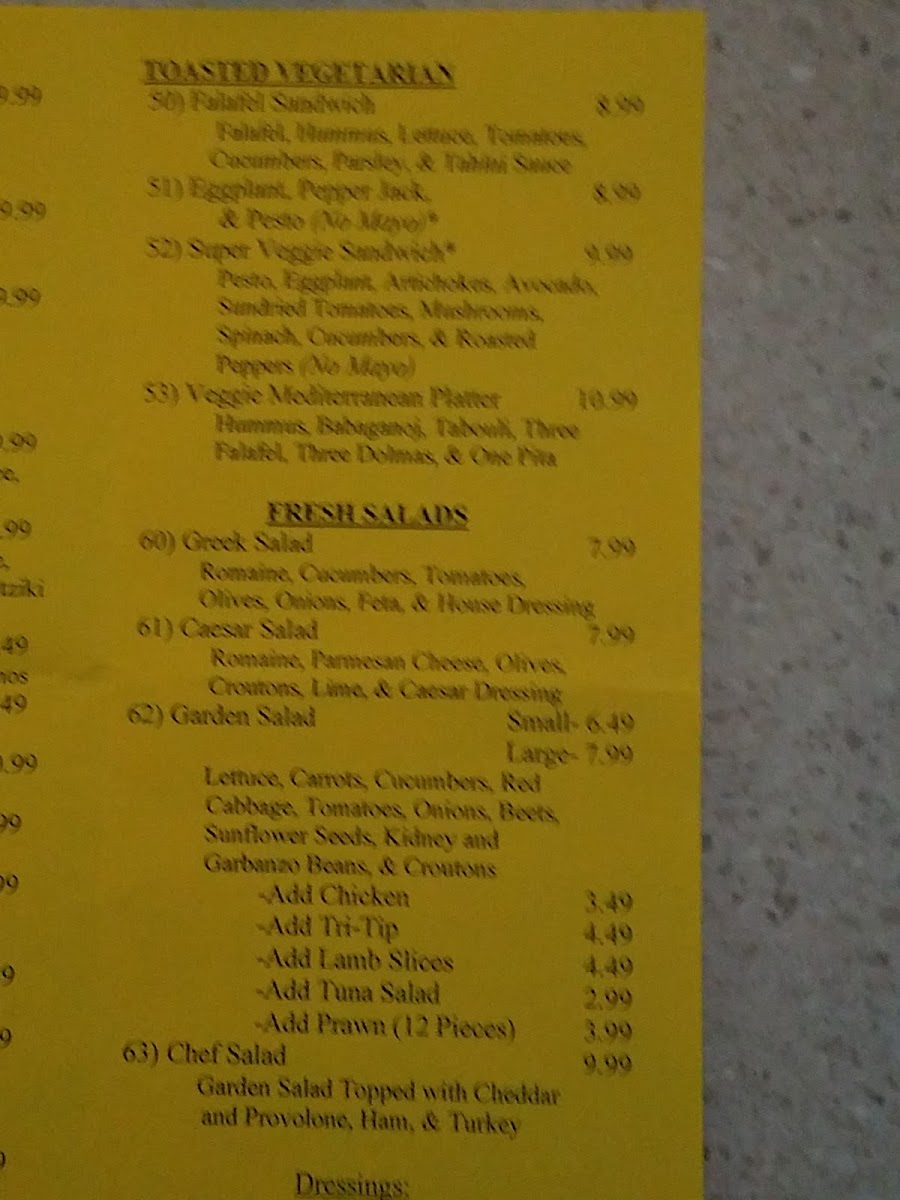 TOASTED VEGETARIAN
50) Falafel Sandwich 8.99
Falafel, Hummus, Lettuce, Tomatoes,
Cucumbers, Parsley, & Tahini Sauce
51) Eggplant, Pepper Jack, 8.99
& Pesto (No Mayo)*
52) Super Veggie Sandwich* 9.99
Pesto, Eggplant, Artichokes, Avocado,
Sundried Tomatoes, Mushrooms,
Spinach, Cucumbers, & Roasted
Peppers (No Mayo)
53) Veggie Mediterranean Platter 10.99
Hummus, Babaganoj, Tabouli, Three
Falafel, Three Dolmas, & One Pita
FRESH SALADS
60) Greek Salad 7.99
Romaine, Cucumbers, Tomatoes,
Olives, Onions, Feta, & House Dressing
61) Caesar Salad 7.99
Romaine, Parmesan Cheese, Olives,
Croutons, Lime, & Caesar Dressing
62) Garden Salad Small- 6.49
Large- 7.99
Lettuce, Carrots, Cucumbers, Red
Cabbage, Tomatoes, Onions, Beets,
Sunflower Seeds, Kidney and
Garbanzo Beans, & Croutons
-Add Chicken 3.49
-Add Tri-Tip 4.49
-Add Lamb Slices 4.49
-Add Tuna Salad 2.99
-Add Prawn (12 Pieces) 3.99
63) Chef Salad 9.99
Garden Salad Topped with Cheddar
and Provolone, Ham, & Turkey
Dressings: